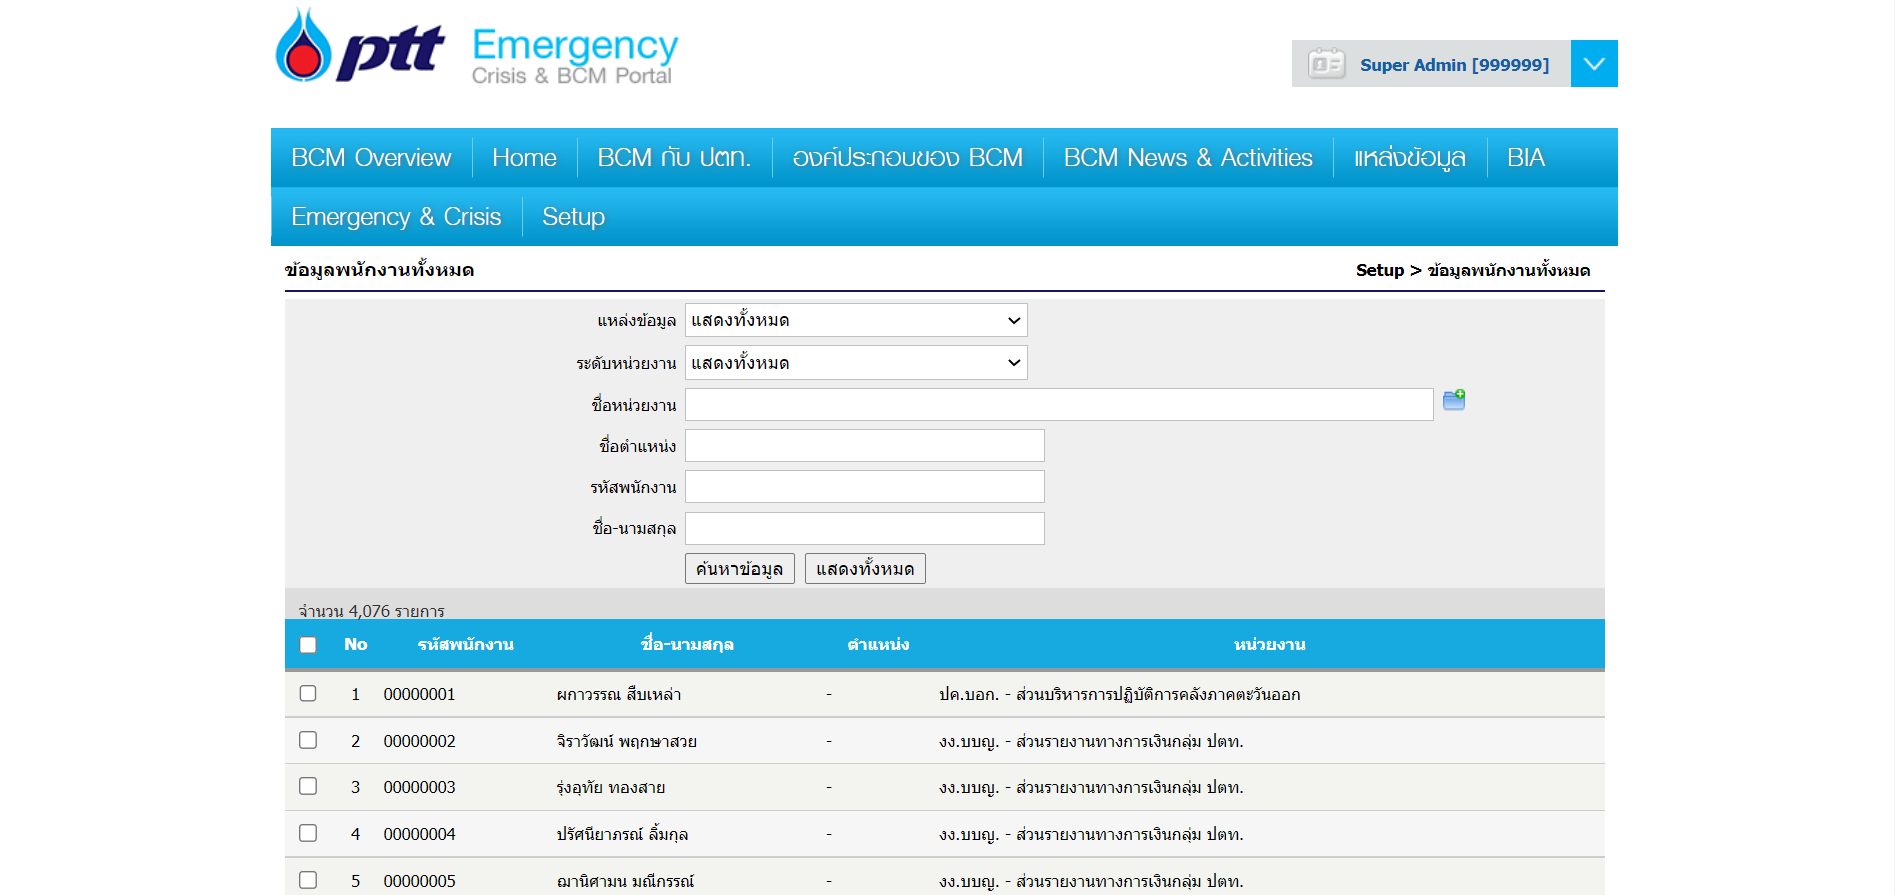 ptt Emergency
Crisis & BCM Portal
Super Admin [999999]
BCM Overview Home BCM กับ ปตท. องค์ประกอบของ BCM BCM News & Activities แหล่งข้อมูล BIA
Emergency & Crisis Setup
ข้อมูลพนักงานทั้งหมด Setup > ข้อมูลพนักงานทั้งหมด
แหล่งข้อมูล แสดงทั้งหมด
ระดับหน่วยงาน แสดงทั้งหมด
ชื่อหน่วยงาน
ชื่อตำแหน่ง
รหัสพนักงาน
ชื่อ-นามสกุล
ค้นหาข้อมูล แสดงทั้งหมด
จำนวน 4,076 รายการ
No รหัสพนักงาน ชื่อ-นามสกุล ตำแหน่ง หน่วยงาน
1 00000001 ผกาวรรณ สืบเหล่า - ปค.บอก. - ส่วนบริหารการปฏิบัติการคลังภาคตะวันออก
2 00000002 จิราวัฒน์ พฤกษาสวย - งง.บบญ. - ส่วนรายงานทางการเงินกลุ่ม ปตท.
3 00000003 รุ่งอุทัย ทองสาย - งง.บบญ. - ส่วนรายงานทางการเงินกลุ่ม ปตท.
4 00000004 ปรัศนียาภรณ์ ลิ้มกุล - งง.บบญ. - ส่วนรายงานทางการเงินกลุ่ม ปตท.
5 00000005 ฌานิศามน มณีกรรณ์ - งง.บบญ. - ส่วนรายงานทางการเงินกลุ่ม ปตท.